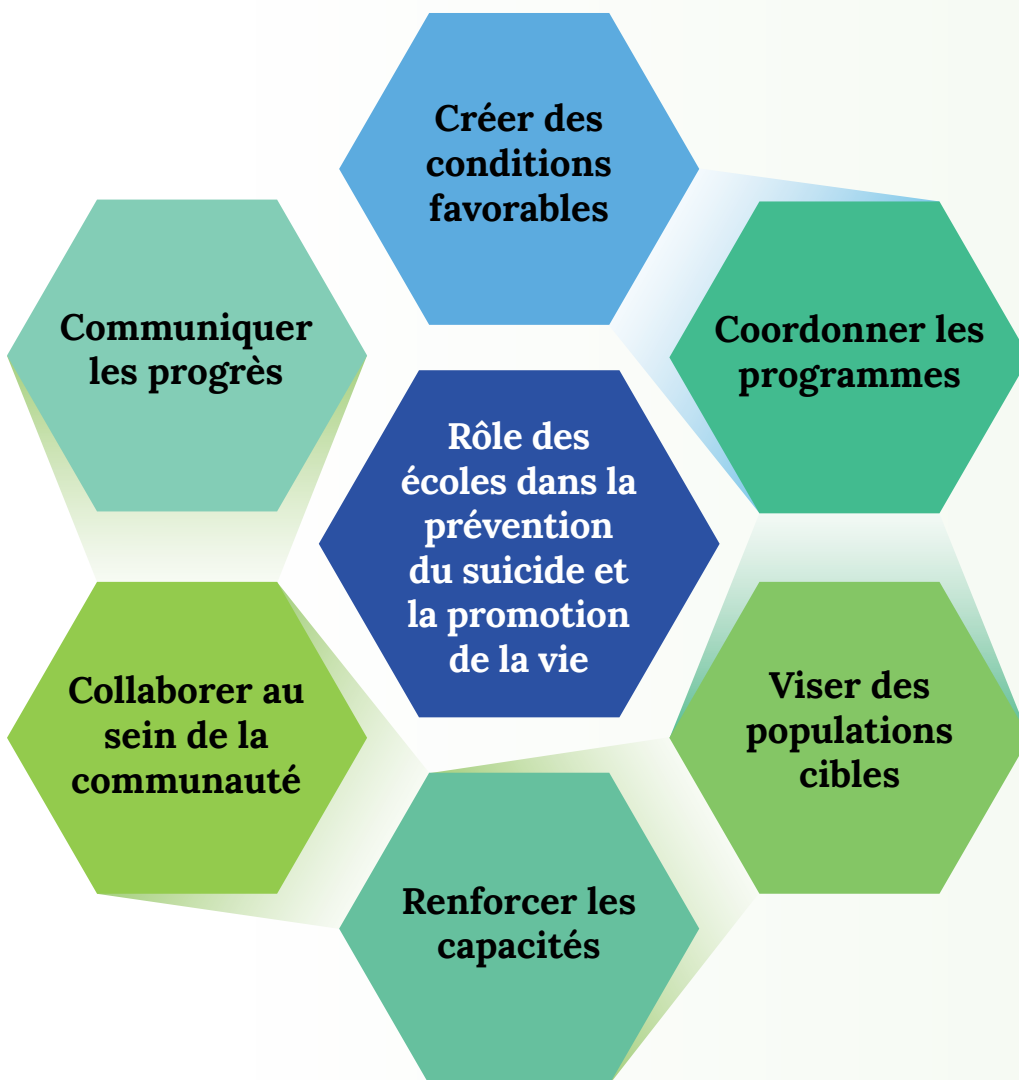 Créer des
conditions
favorables
Coordonner les
programmes
Viser des
populations
cibles
Renforcer les
capacités
Collaborer au
sein de la
communauté
Communiquer
les progrès
Rôle des
écoles dans la
prévention
du suicide et
la promotion
de la vie